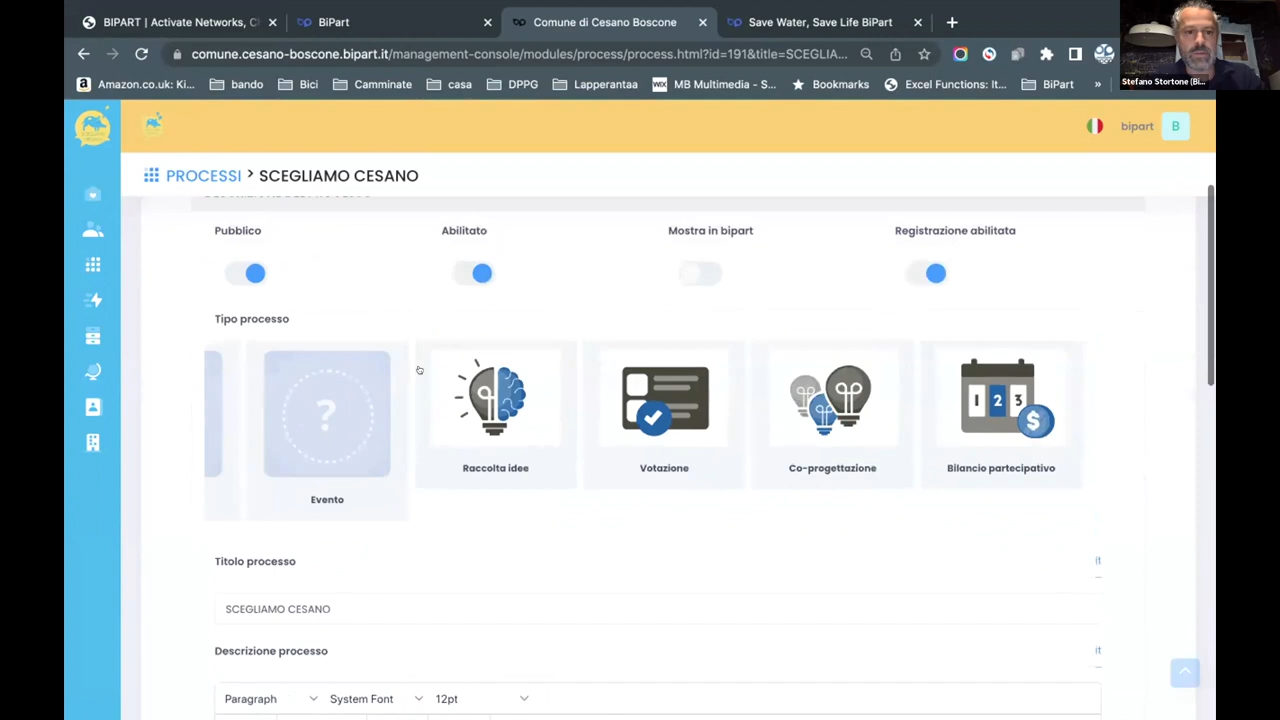 BIPART | Activate Networks, C
BiPart
Comune di Cesano Boscone
Save Water, Save Life BiPart
comune.cesano-boscone.bipart.it/management-console/modules/process/process.html?id=191&title=SCEGLIA...
Stefano Stortone (Bi...
Amazon.co.uk: Ki...
bando
Bici
Camminate
Casa
DPPG
Lapperantaa
WIX
MB Multimedia - S...
Bookmarks
Excel Functions: It...
BiPart
»
bipart
B
PROCESSI > SCEGLIAMO CESANO
Pubblico
Abilitato
Mostra in bipart
Registrazione abilitata
Tipo processo
?
1 2 3
$
Evento
Raccolta idee
Votazione
Co-progettazione
Bilancio partecipativo
Titolo processo
it
SCEGLIAMO CESANO
Descrizione processo
it
Paragraph
System Font
12pt